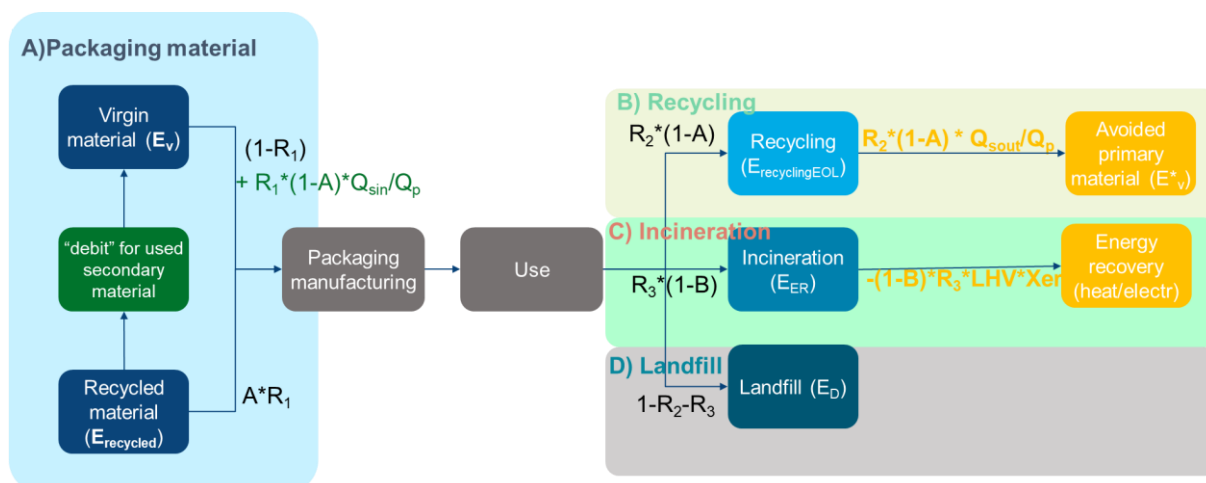 A)Packaging material
Virgin
material (Ev)
(1-R1)
+ R1*(1-A)*Qsin/Qp
“debit” for used
secondary
material
Recycled
material
(Erecycled)
A*R1
Packaging
manufacturing
Use
B) Recycling
R2*(1-A)
Recycling
(ErecyclingEOL)
R2*(1-A) * Qsout/Qp
Avoided
primary
material (E*v)
C) Incineration
R3*(1-B)
Incineration
(EER)
-(1-B)*R3*LHV*Xer
Energy
recovery
(heat/electr)
D) Landfill
1-R2-R3
Landfill (ED)